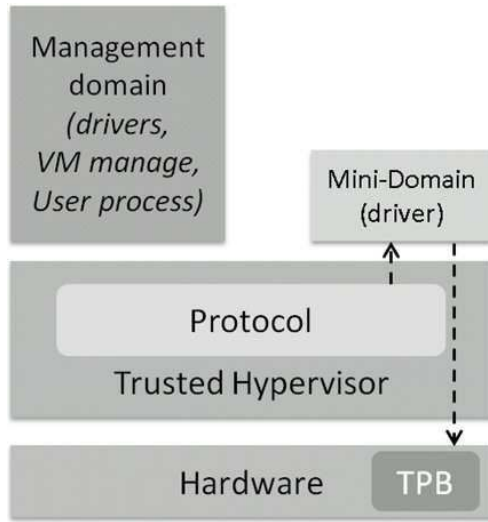 Management
domain
(drivers,
VM manage,
User process)
Mini-Domain
(driver)
Protocol
Trusted Hypervisor
Hardware
TPB